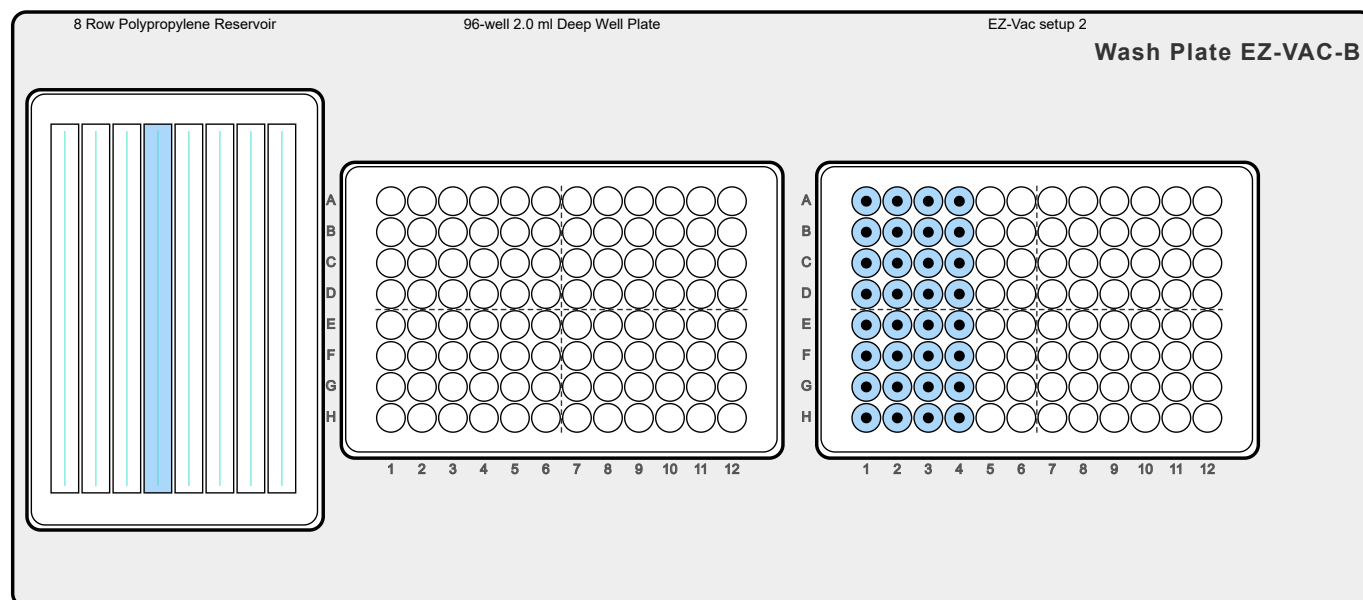 8 Row Polypropylene Reservoir
96-well 2.0 ml Deep Well Plate
EZ-Vac setup 2
Wash Plate EZ-VAC-B
A
B
C
D
E
F
G
H
1 2 3 4 5 6 7 8 9 10 11 12
A
B
C
D
E
F
G
H
1 2 3 4 5 6 7 8 9 10 11 12